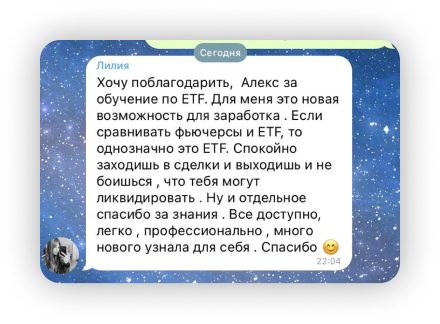 Сегодня
Лилия
Хочу поблагодарить, Алекс за
обучение по ETF. Для меня это новая
возможность для заработка . Если
сравнивать фьючерсы и ETF, то
однозначно это ETF. Спокойно
заходишь в сделки и выходишь и не
боишься , что тебя могут
ликвидировать . Ну и отдельное
спасибо за знания . Все доступно,
легко , профессионально , много
нового узнала для себя . Спасибо 😊
22:04